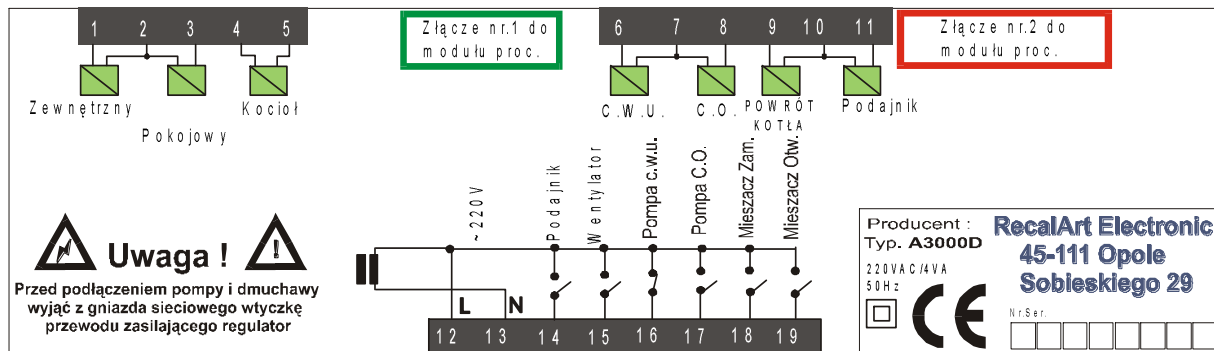 1 2 3 4 5
Zewnętrzny
Pokojowy
Kocioł
Złącze nr.1 do
modułu proc.
6 7 8 9 10 11
C.W.U.
C.O.
POWRÓT
KOTŁA
Podajnik
Złącze nr.2 do
modułu proc.
Uwaga !
Przed podłączeniem pompy i dmuchawy
wyjąć z gniazda sieciowego wtyczkę
przewodu zasilającego regulator
~220V
Podajnik
Wentylator
Pompa c.w.u.
Pompa C.O.
Mieszacz Zam.
Mieszacz Otw.
L N
12 13 14 15 16 17 18 19
Producent :
Typ. A3000D
220VAC/4VA
50Hz
CE
RecalArt Electronic
45-111 Opole
Sobieskiego 29
Nr.Ser.